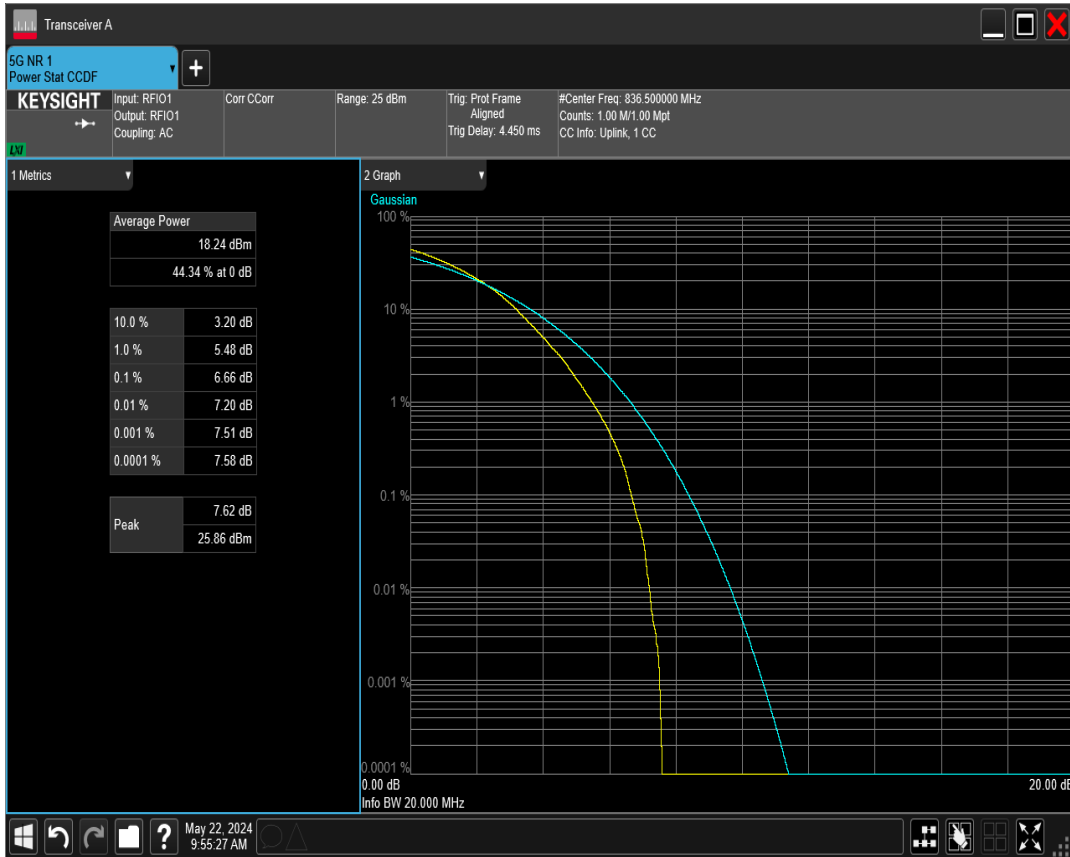 Transceiver A
5G NR 1
Power Stat CCDF
KEYSIGHT
LXI
Input: RFIO1
Output: RFIO1
Coupling: AC
Corr CCorr
Range: 25 dBm
Trig: Prot Frame
Aligned
Trig Delay: 4.450 ms
#Center Freq: 836.500000 MHz
Counts: 1.00 M/1.00 Mpt
CC Info: Uplink, 1 CC
1 Metrics
Average Power
18.24 dBm
44.34 % at 0 dB
10.0 % 3.20 dB
1.0 % 5.48 dB
0.1 % 6.66 dB
0.01 % 7.20 dB
0.001 % 7.51 dB
0.0001 % 7.58 dB
Peak
7.62 dB
25.86 dBm
2 Graph
Gaussian
100 %
10 %
1 %
0.1 %
0.01 %
0.001 %
0.0001 %
0.00 dB 20.00 dB
Info BW 20.000 MHz
?
May 22, 2024
9:55:27 AM